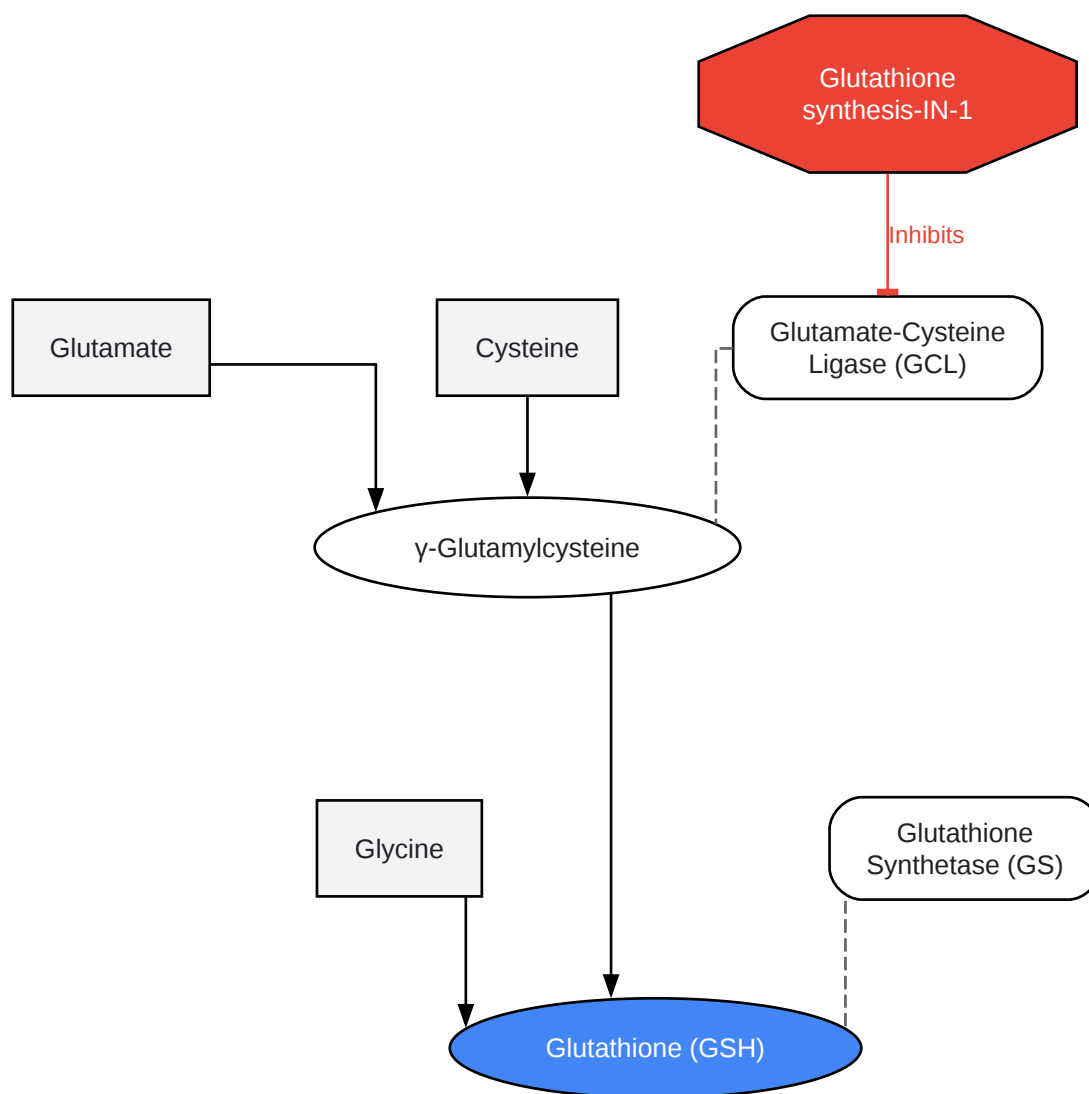 Glutathione
synthesis-IN-1
Inhibits
Glutamate
Cysteine
Glutamate-Cysteine
Ligase (GCL)
γ-Glutamylcysteine
Glycine
Glutathione
Synthetase (GS)
Glutathione (GSH)